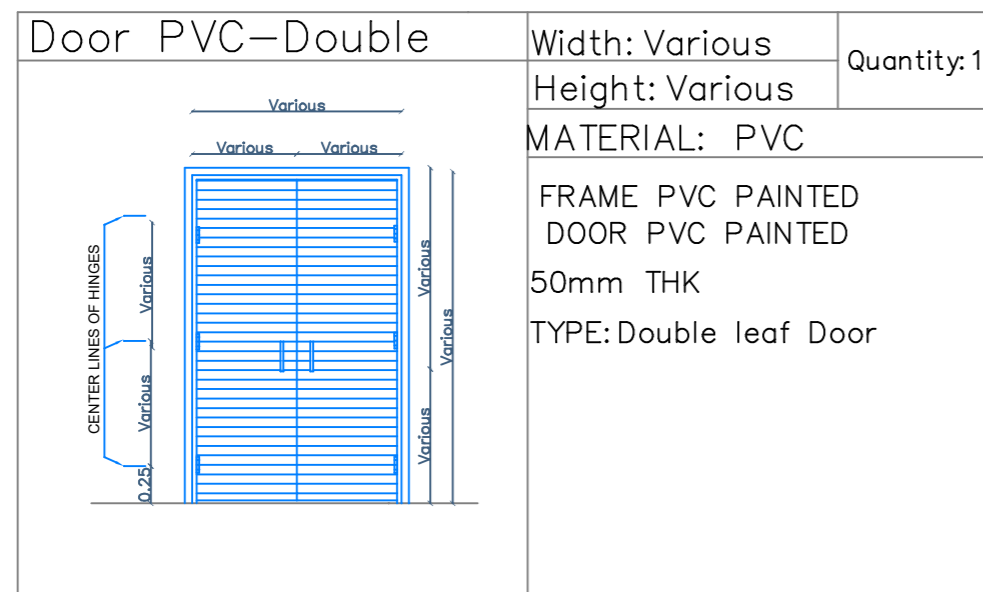 Door PVC-Double
Width: Various
Quantity: 1
Height: Various
MATERIAL: PVC
FRAME PVC PAINTED
DOOR PVC PAINTED
50mm THK
TYPE: Double leaf Door
Various
Various
Various
CENTER LINES OF HINGES
Various
Various
0.25
Various
Various
Various